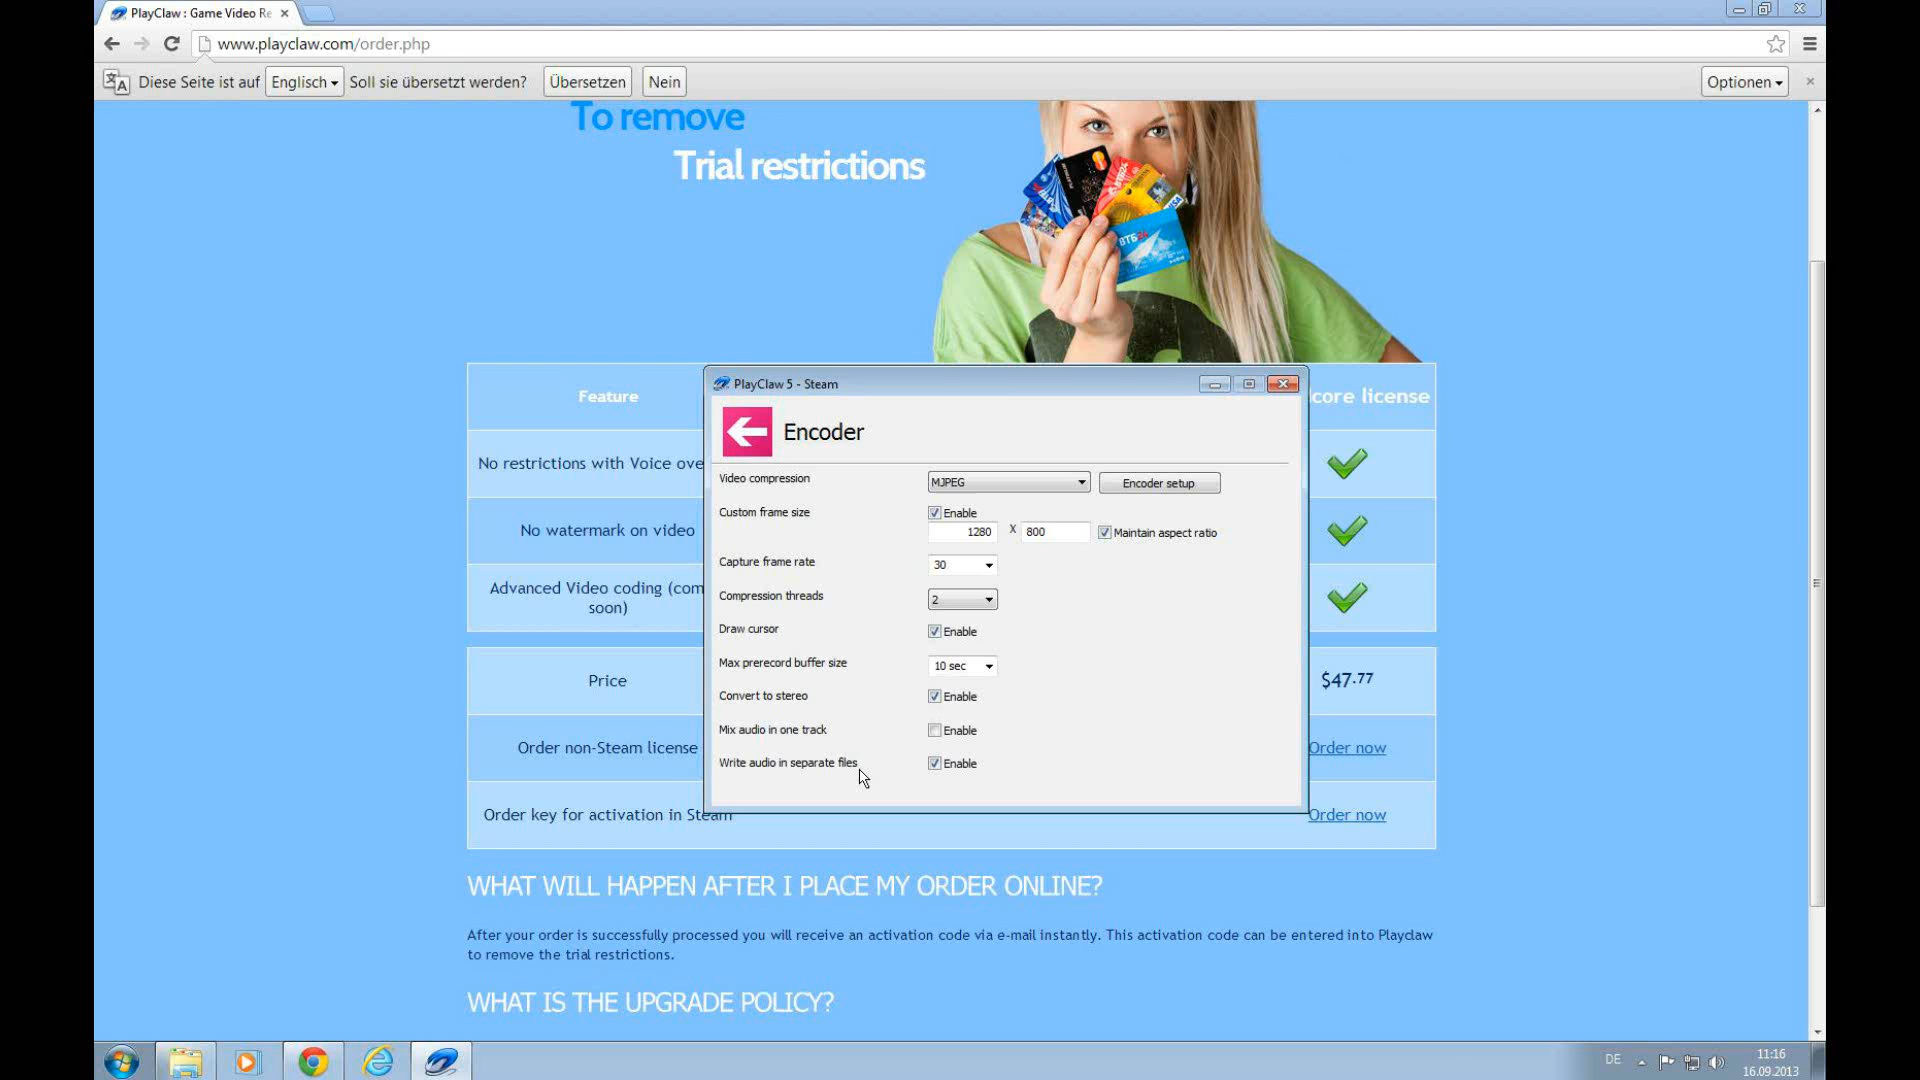 PlayClaw : Game Video Re
www.playclaw.com/order.php
Diese Seite ist auf Englisch Soll sie übersetzt werden? Übersetzen Nein Optionen
To remove
Trial restrictions
ВТБ24
VISA
Feature
core license
No restrictions with Voice ove
No watermark on video
Advanced Video coding (com
soon)
Price
$47.77
Order non-Steam license
Order now
Order key for activation in Steam
Order now
PlayClaw 5 - Steam
Encoder
Video compression MJPEG Encoder setup
Custom frame size Enable
1280 X 800 Maintain aspect ratio
Capture frame rate 30
Compression threads 2
Draw cursor Enable
Max prerecord buffer size 10 sec
Convert to stereo Enable
Mix audio in one track Enable
Write audio in separate files Enable
WHAT WILL HAPPEN AFTER I PLACE MY ORDER ONLINE?
After your order is successfully processed you will receive an activation code via e-mail instantly. This activation code can be entered into Playclaw
to remove the trial restrictions.
WHAT IS THE UPGRADE POLICY?
DE
11:16
16.09.2013